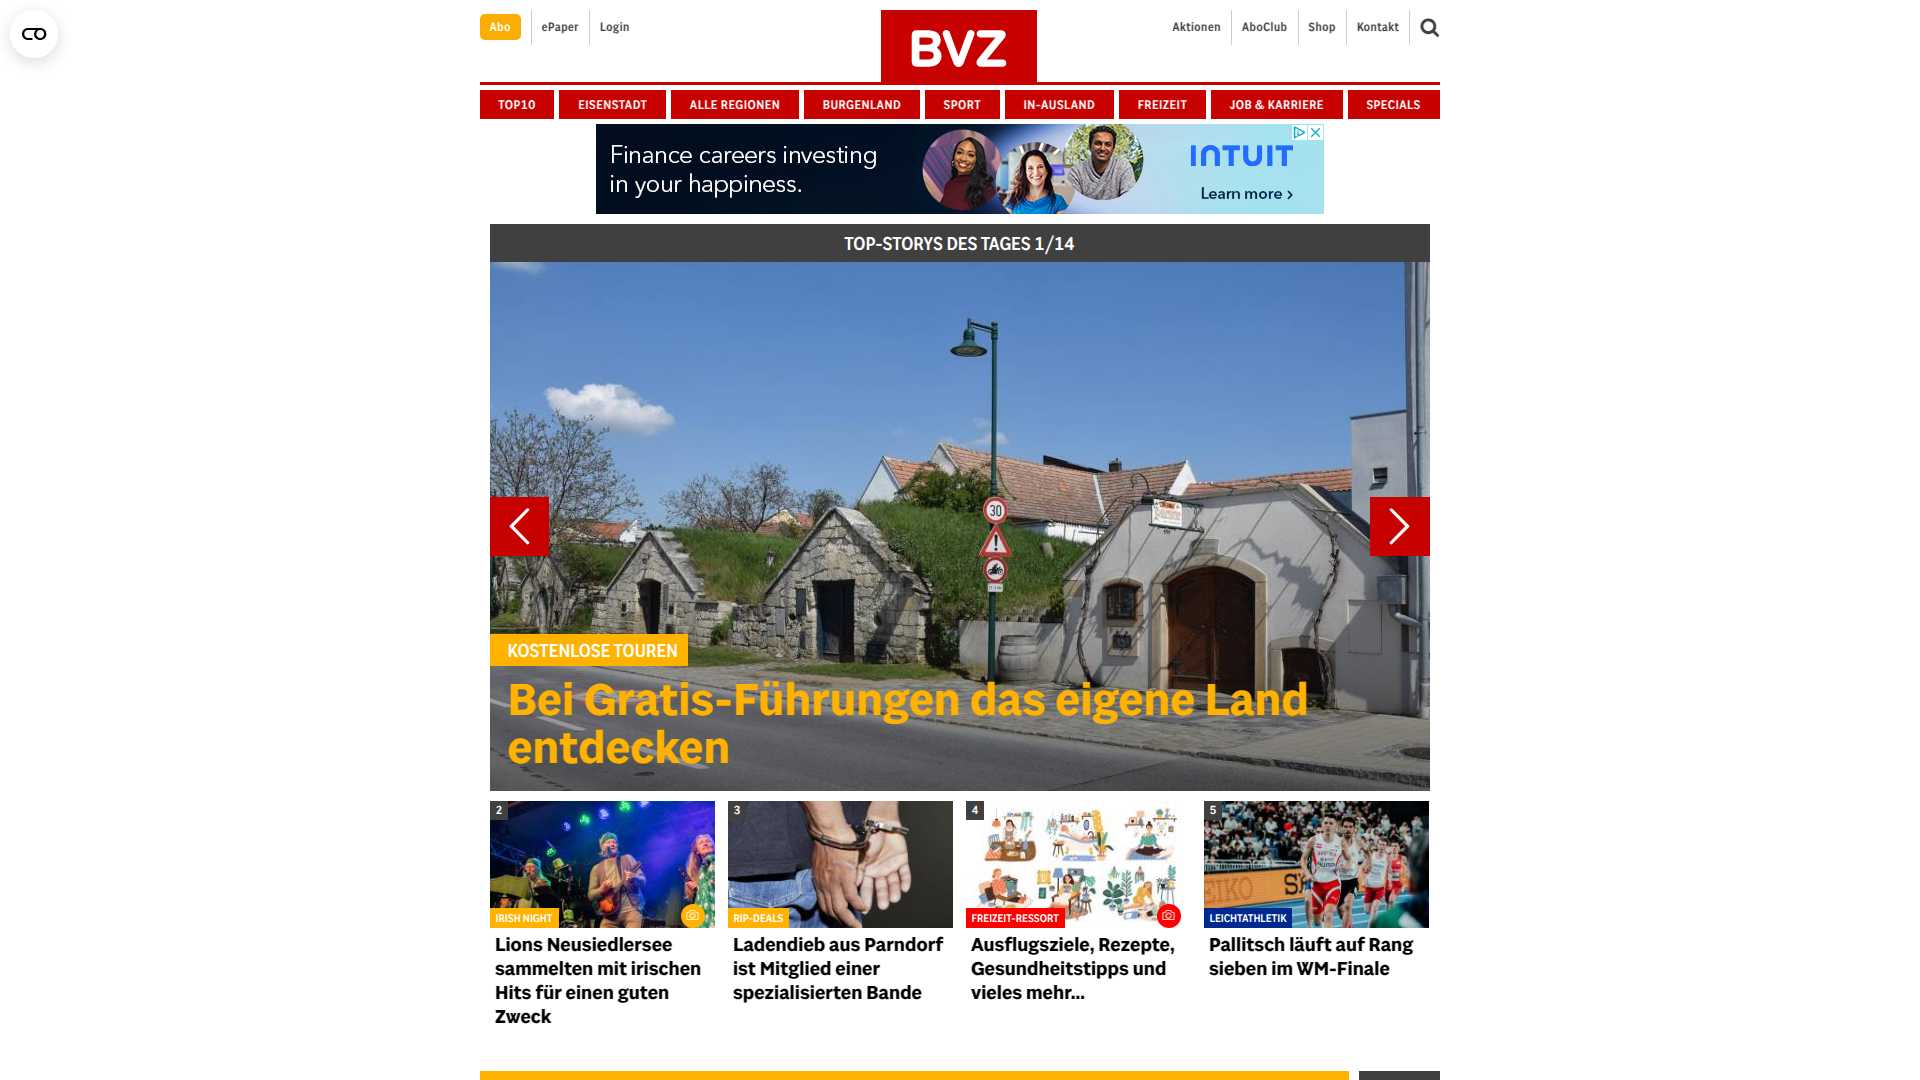 Abo
ePaper
Login
BVZ
Aktionen
AboClub
Shop
Kontakt
TOP10
EISENSTADT
ALLE REGIONEN
BURGENLAND
SPORT
IN-AUSLAND
FREIZEIT
JOB & KARRIERE
SPECIALS
Finance careers investing
in your happiness.
INTUIT
Learn more ›
TOP-STORYS DES TAGES 1/14
30
KOSTENLOSE TOUREN
Bei Gratis-Führungen das eigene Land
entdecken
2
IRISH NIGHT
Lions Neusiedlersee
sammelten mit irischen
Hits für einen guten
Zweck
3
RIP-DEALS
Ladendieb aus Parndorf
ist Mitglied einer
spezialisierten Bande
4
FREIZEIT-RESSORT
Ausflugsziele, Rezepte,
Gesundheitstipps und
vieles mehr...
5
LEICHTATHLETIK
Pallitsch läuft auf Rang
sieben im WM-Finale